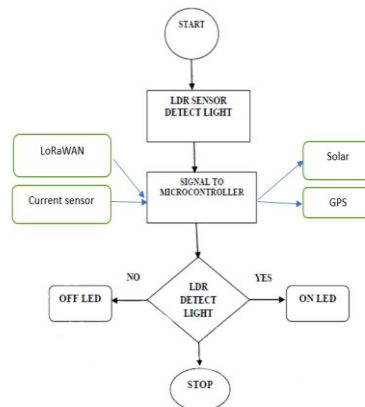 START
LDR SENSOR
DETECT LIGHT
LoRaWAN
Current sensor
SIGNAL TO
MICROCONTROLLER
Solar
GPS
NO
YES
OFF LED
LDR
DETECT
LIGHT
ON LED
STOP